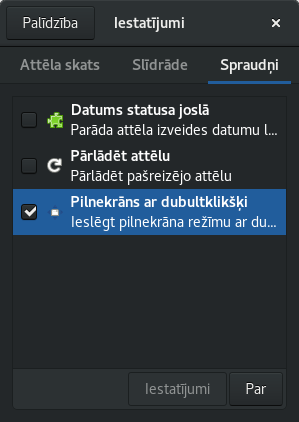 Palīdzība
Iestatījumi
Attēla skats
Slīdrāde
Spraudņi
Datums statusa joslā
Parāda attēla izveides datumu l…
Pārlādēt attēlu
Pārlādēt pašreizējo attēlu
Pilnekrāns ar dubultklikšķi
Ieslēgt pilnekrāna režīmu ar du…
Iestatījumi
Par